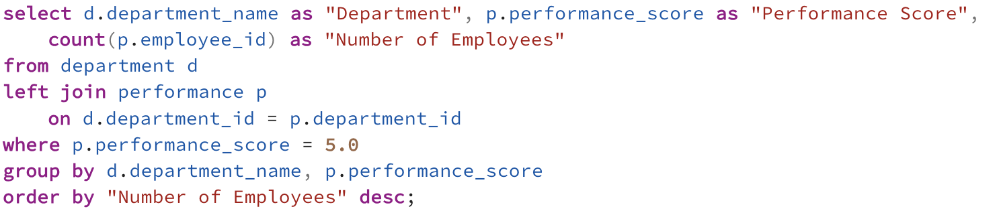 select d.department_name as "Department", p.performance_score as "Performance Score",
    count(p.employee_id) as "Number of Employees"
from department d
left join performance p
    on d.department_id = p.department_id
where p.performance_score = 5.0
group by d.department_name, p.performance_score
order by "Number of Employees" desc;